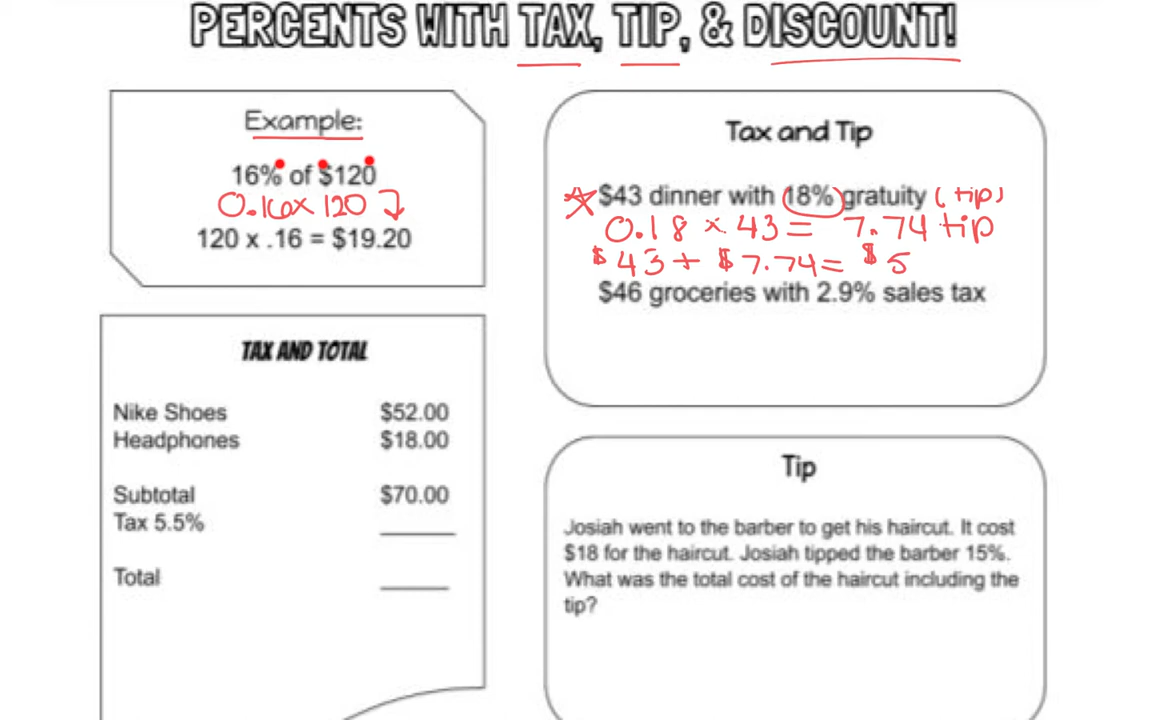 PERCENTS WITH TAX, TIP, & DISCOUNT!
Example:
16% of $120
0.16 x 120
120 x .16 = $19.20
Tax and Tip
$43 dinner with 18% gratuity (tip)
0.18 x 43 = 7.74 tip
$43 + $7.74 = $5
$46 groceries with 2.9% sales tax
TAX AND TOTAL
Nike Shoes $52.00
Headphones $18.00
Subtotal $70.00
Tax 5.5%
Total
Tip
Josiah went to the barber to get his haircut. It cost
$18 for the haircut. Josiah tipped the barber 15%.
What was the total cost of the haircut including the
tip?